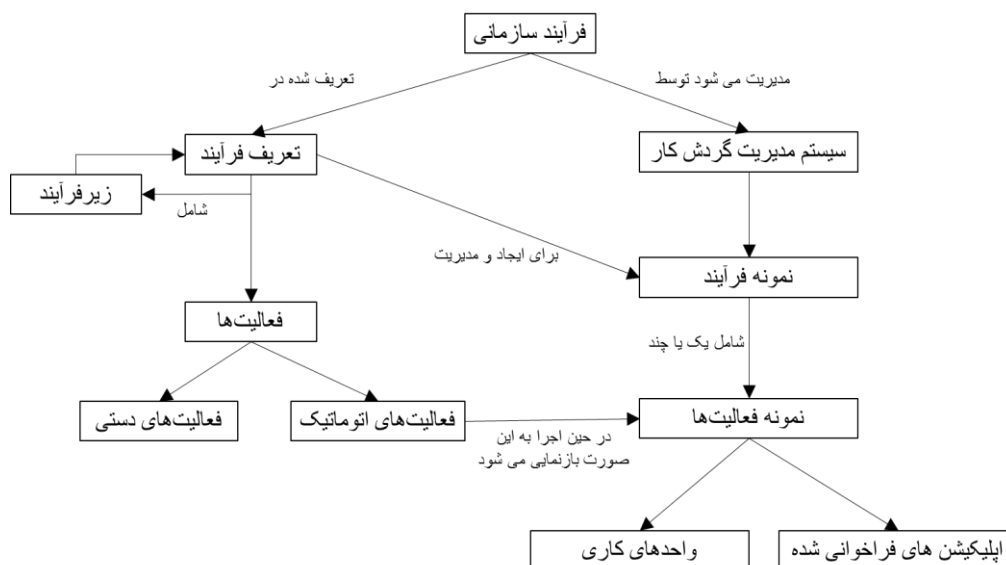 فرآیند سازمانی
تعریف شده در
مدیریت می شود توسط
تعریف فرآیند
سیستم مدیریت گردش کار
زیرفرآیند
شامل
برای ایجاد و مدیریت
نمونه فرآیند
فعالیت‌ها
شامل یک یا چند
فعالیت‌های دستی
فعالیت‌های اتوماتیک
نمونه فعالیت‌ها
در حین اجرا به این
صورت بازنمایی می شود
واحدهای کاری
اپلیکیشن های فراخوانی شده